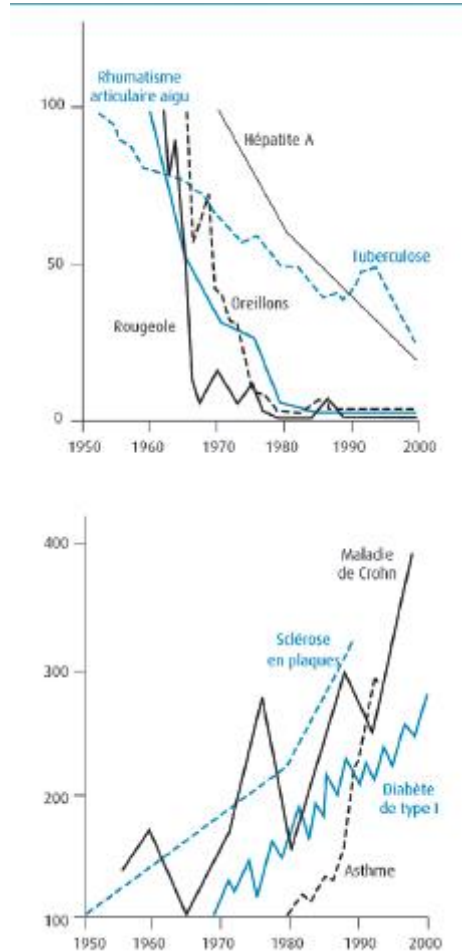 Rhumatisme
articulaire aigu
100
Hépatite A
Tuberculose
50
Oreillons
Rougeole
0
1950 1960 1970 1980 1990 2000
400
Maladie
de Crohn
Sclérose
en plaques
300
200
Diabète
de type I
Asthme
100
1950 1960 1970 1980 1990 2000